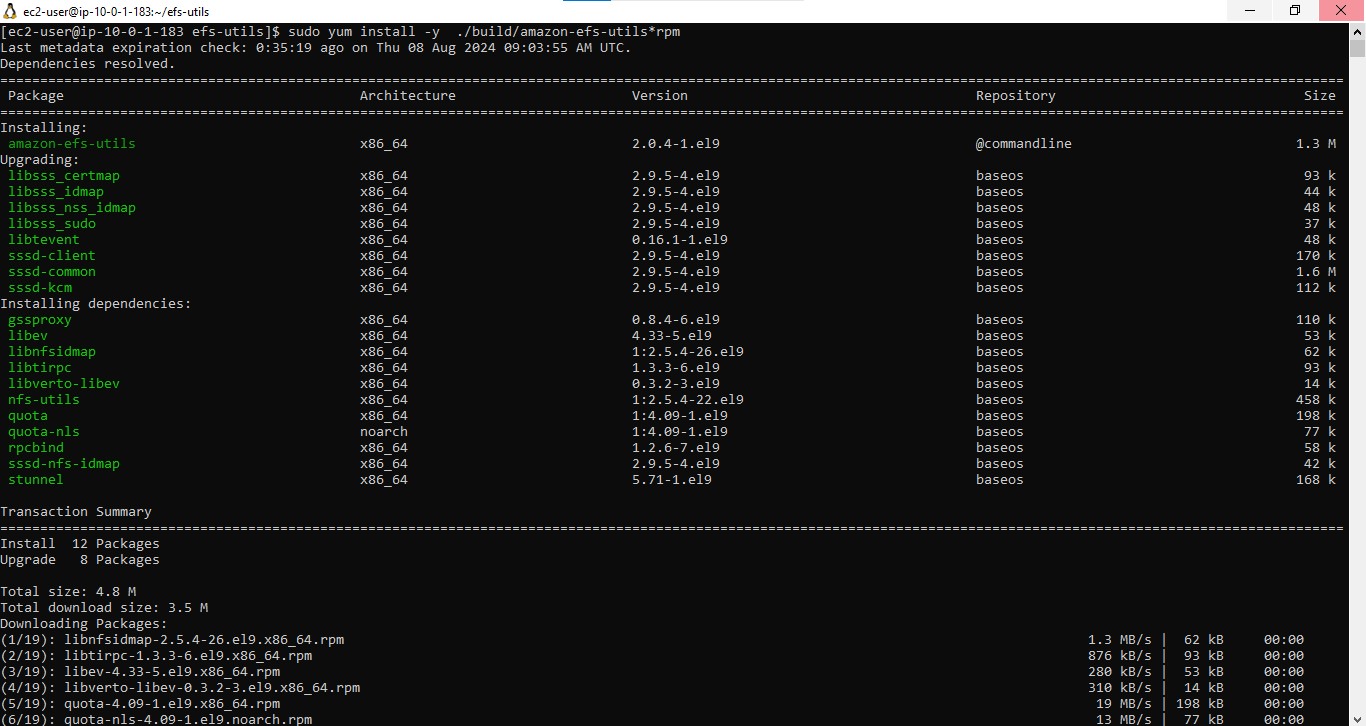 ec2-user@ip-10-0-1-183:~/efs-utils
[ec2-user@ip-10-0-1-183 efs-utils]$ sudo yum install -y  ./build/amazon-efs-utils*rpm
Last metadata expiration check: 0:35:19 ago on Thu 08 Aug 2024 09:03:55 AM UTC.
Dependencies resolved.
================================================================================
Package Architecture Version Repository Size
================================================================================
Installing:
amazon-efs-utils x86_64 2.0.4-1.el9 @commandline 1.3 M
Upgrading:
libsss_certmap x86_64 2.9.5-4.el9 baseos 93 k
libsss_idmap x86_64 2.9.5-4.el9 baseos 44 k
libsss_nss_idmap x86_64 2.9.5-4.el9 baseos 48 k
libsss_sudo x86_64 2.9.5-4.el9 baseos 37 k
libtevent x86_64 0.16.1-1.el9 baseos 48 k
sssd-client x86_64 2.9.5-4.el9 baseos 170 k
sssd-common x86_64 2.9.5-4.el9 baseos 1.6 M
sssd-kcm x86_64 2.9.5-4.el9 baseos 112 k
Installing dependencies:
gssproxy x86_64 0.8.4-6.el9 baseos 110 k
libev x86_64 4.33-5.el9 baseos 53 k
libnfsidmap x86_64 1:2.5.4-26.el9 baseos 62 k
libtirpc x86_64 1.3.3-6.el9 baseos 93 k
libverto-libev x86_64 0.3.2-3.el9 baseos 14 k
nfs-utils x86_64 1:2.5.4-22.el9 baseos 458 k
quota x86_64 1:4.09-1.el9 baseos 198 k
quota-nls noarch 1:4.09-1.el9 baseos 77 k
rpcbind x86_64 1.2.6-7.el9 baseos 58 k
sssd-nfs-idmap x86_64 2.9.5-4.el9 baseos 42 k
stunnel x86_64 5.71-1.el9 baseos 168 k
Transaction Summary
================================================================================
Install  12 Packages
Upgrade   8 Packages
Total size: 4.8 M
Total download size: 3.5 M
Downloading Packages:
(1/19): libnfsidmap-2.5.4-26.el9.x86_64.rpm 1.3 MB/s |  62 kB 00:00
(2/19): libtirpc-1.3.3-6.el9.x86_64.rpm 876 kB/s |  93 kB 00:00
(3/19): libev-4.33-5.el9.x86_64.rpm 280 kB/s |  53 kB 00:00
(4/19): libverto-libev-0.3.2-3.el9.x86_64.rpm 310 kB/s |  14 kB 00:00
(5/19): quota-4.09-1.el9.x86_64.rpm 19 MB/s | 198 kB 00:00
(6/19): quota-nls-4.09-1.el9.noarch.rpm 13 MB/s |  77 kB 00:00